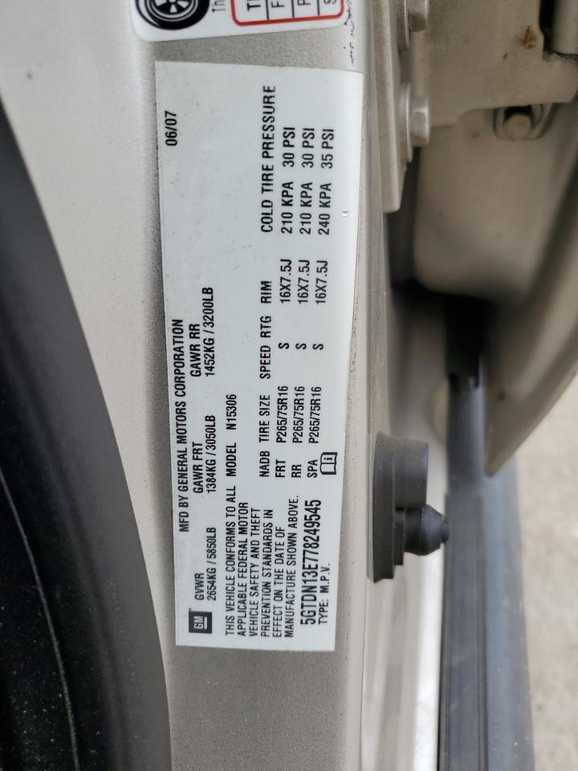 MFD BY GENERAL MOTORS CORPORATION 06/07
GM GVWR GAWR FRT GAWR RR
2654KG / 5850LB 1384KG / 3050LB 1452KG / 3200LB
THIS VEHICLE CONFORMS TO ALL
APPLICABLE FEDERAL MOTOR
VEHICLE SAFETY AND THEFT
PREVENTION STANDARDS IN
EFFECT ON THE DATE OF
MANUFACTURE SHOWN ABOVE.
5GTDN13E778249545
TYPE: M.P.V.
MODEL N15306
NADB TIRE SIZE SPEED RTG RIM COLD TIRE PRESSURE
FRT P265/75R16 S 16X7.5J 210 KPA 30 PSI
RR P265/75R16 S 16X7.5J 210 KPA 30 PSI
SPA P265/75R16 S 16X7.5J 240 KPA 35 PSI